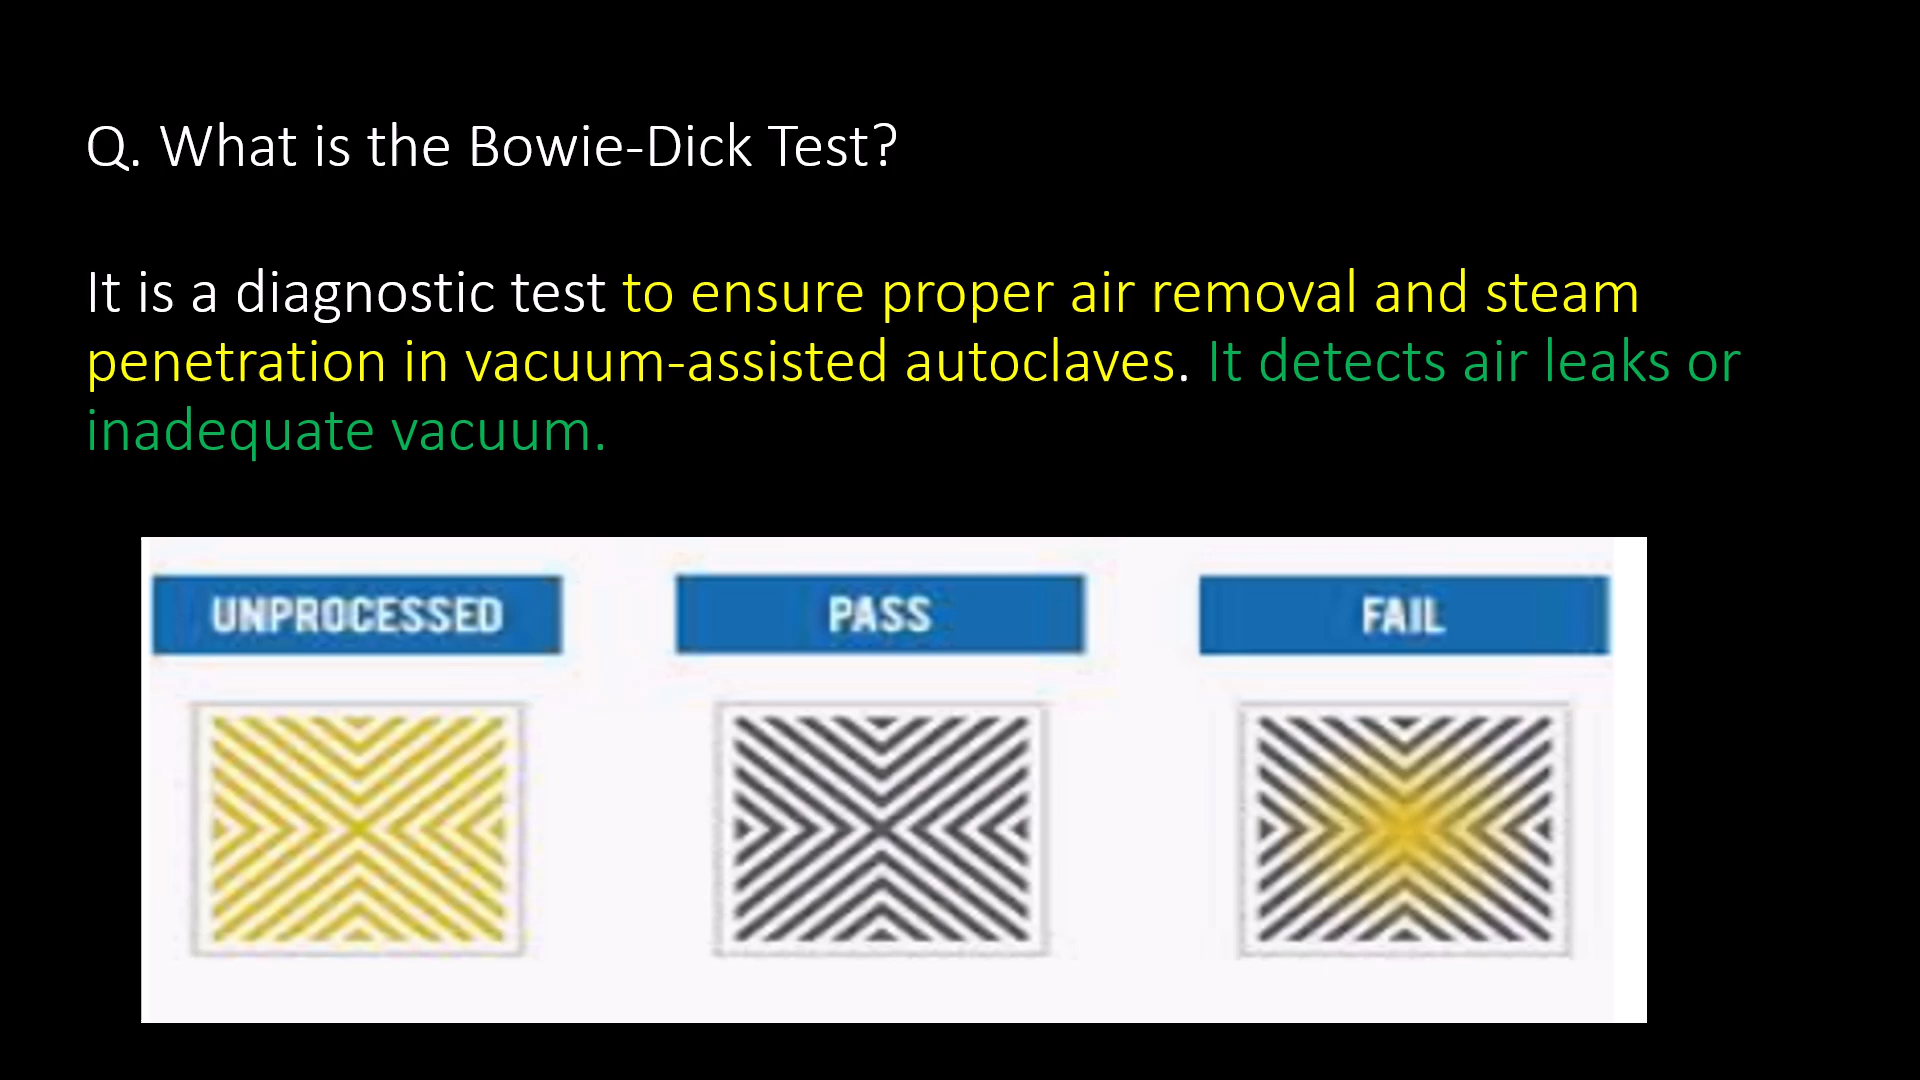 Q. What is the Bowie-Dick Test?
It is a diagnostic test to ensure proper air removal and steam
penetration in vacuum-assisted autoclaves. It detects air leaks or
inadequate vacuum.
UNPROCESSED
PASS
FAIL